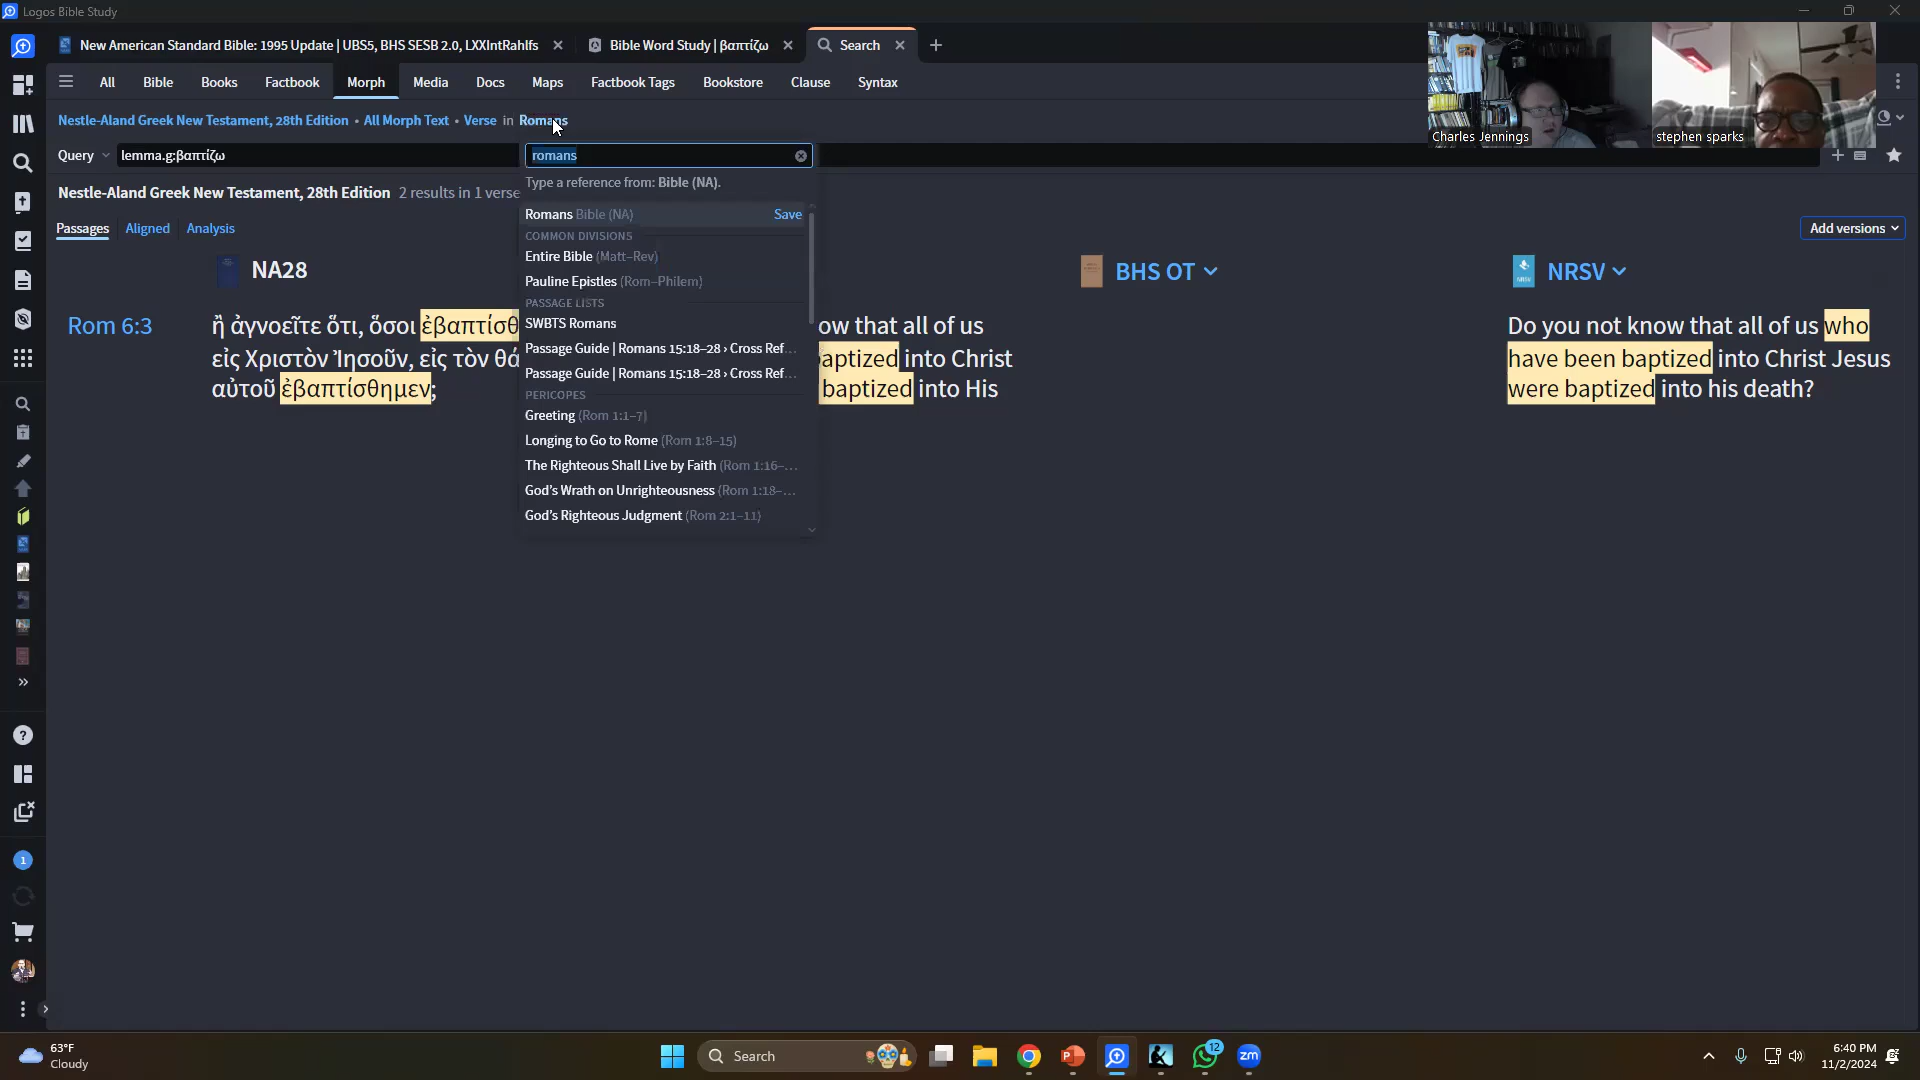 Logos Bible Study
New American Standard Bible: 1995 Update | UBS5, BHS SESB 2.0, LXXIntRahlfs
Bible Word Study | βαπτίζω
Search
All Bible Books Factbook Morph Media Docs Maps Factbook Tags Bookstore Clause Syntax
Charles Jennings
stephen sparks
Nestle-Aland Greek New Testament, 28th Edition • All Morph Text • Verse in Romans
Query lemma.g:βαπτίζω
romans
Nestle-Aland Greek New Testament, 28th Edition 2 results in 1 verse
Type a reference from: Bible (NA).
Romans Bible (NA) Save
COMMON DIVISIONS
Entire Bible (Matt–Rev)
Pauline Epistles (Rom–Philem)
PASSAGE LISTS
SWBTS Romans
Passage Guide | Romans 15:18–28 › Cross Ref...
Passage Guide | Romans 15:18–28 › Cross Ref...
PERICOPES
Greeting (Rom 1:1–7)
Longing to Go to Rome (Rom 1:8–15)
The Righteous Shall Live by Faith (Rom 1:16–...
God's Wrath on Unrighteousness (Rom 1:18–...
God's Righteous Judgment (Rom 2:1–11)
Passages Aligned Analysis
Add versions
NA28
BHS OT
NRSV
Rom 6:3
ἢ ἀγνοεῖτε ὅτι, ὅσοι ἐβαπτίσθ
εἰς Χριστὸν Ἰησοῦν, εἰς τὸν θά
αὐτοῦ ἐβαπτίσθημεν;
ow that all of us
aptized into Christ
baptized into His
Do you not know that all of us who
have been baptized into Christ Jesus
were baptized into his death?
1
63°F
Cloudy
Search
12
zm
6:40 PM
11/2/2024